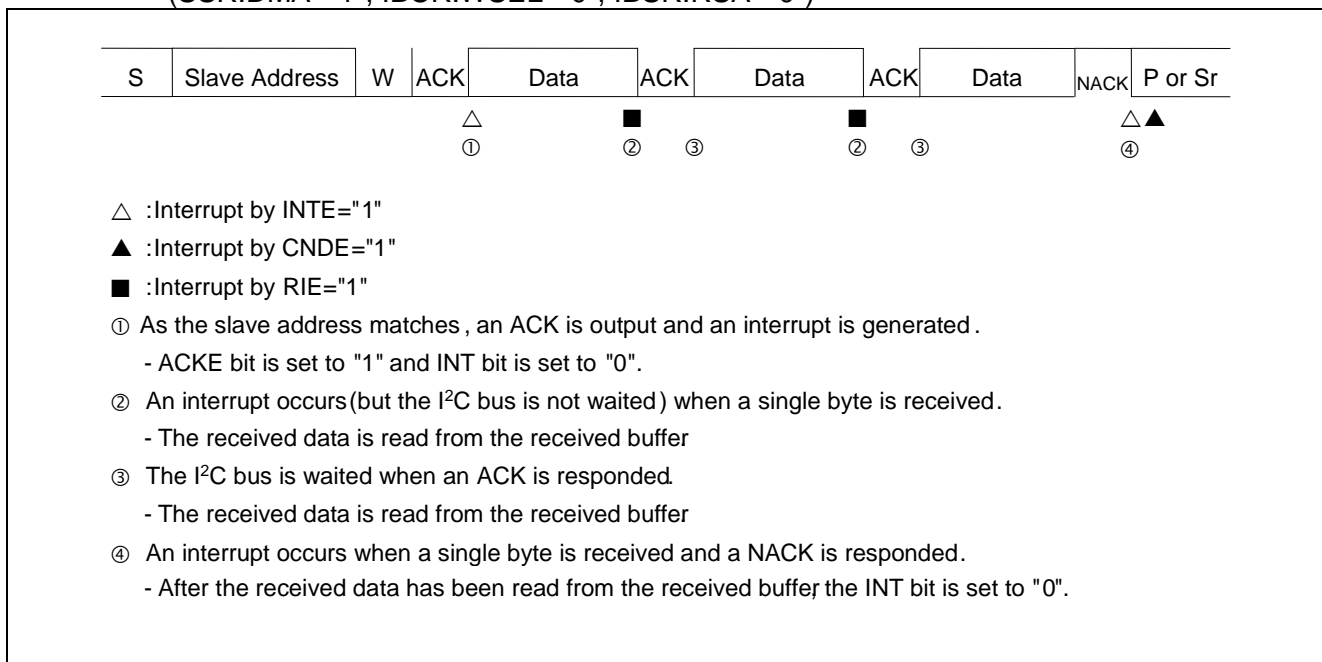 S Slave Address W ACK Data ACK Data ACK Data NACK P or Sr
△ ■ ■ △ ▲
① ② ③ ② ③ ④
△ :Interrupt by INTE="1"
▲ :Interrupt by CNDE="1"
■ :Interrupt by RIE="1"
① As the slave address matches , an ACK is output and an interrupt is generated .
- ACKE bit is set to "1" and INT bit is set to "0".
② An interrupt occurs(but the I²C bus is not waited) when a single byte is received.
- The received data is read from the received buffer
③ The I²C bus is waited when an ACK is responded.
- The received data is read from the received buffer
④ An interrupt occurs when a single byte is received and a NACK is responded.
- After the received data has been read from the received buffer, the INT bit is set to "0".